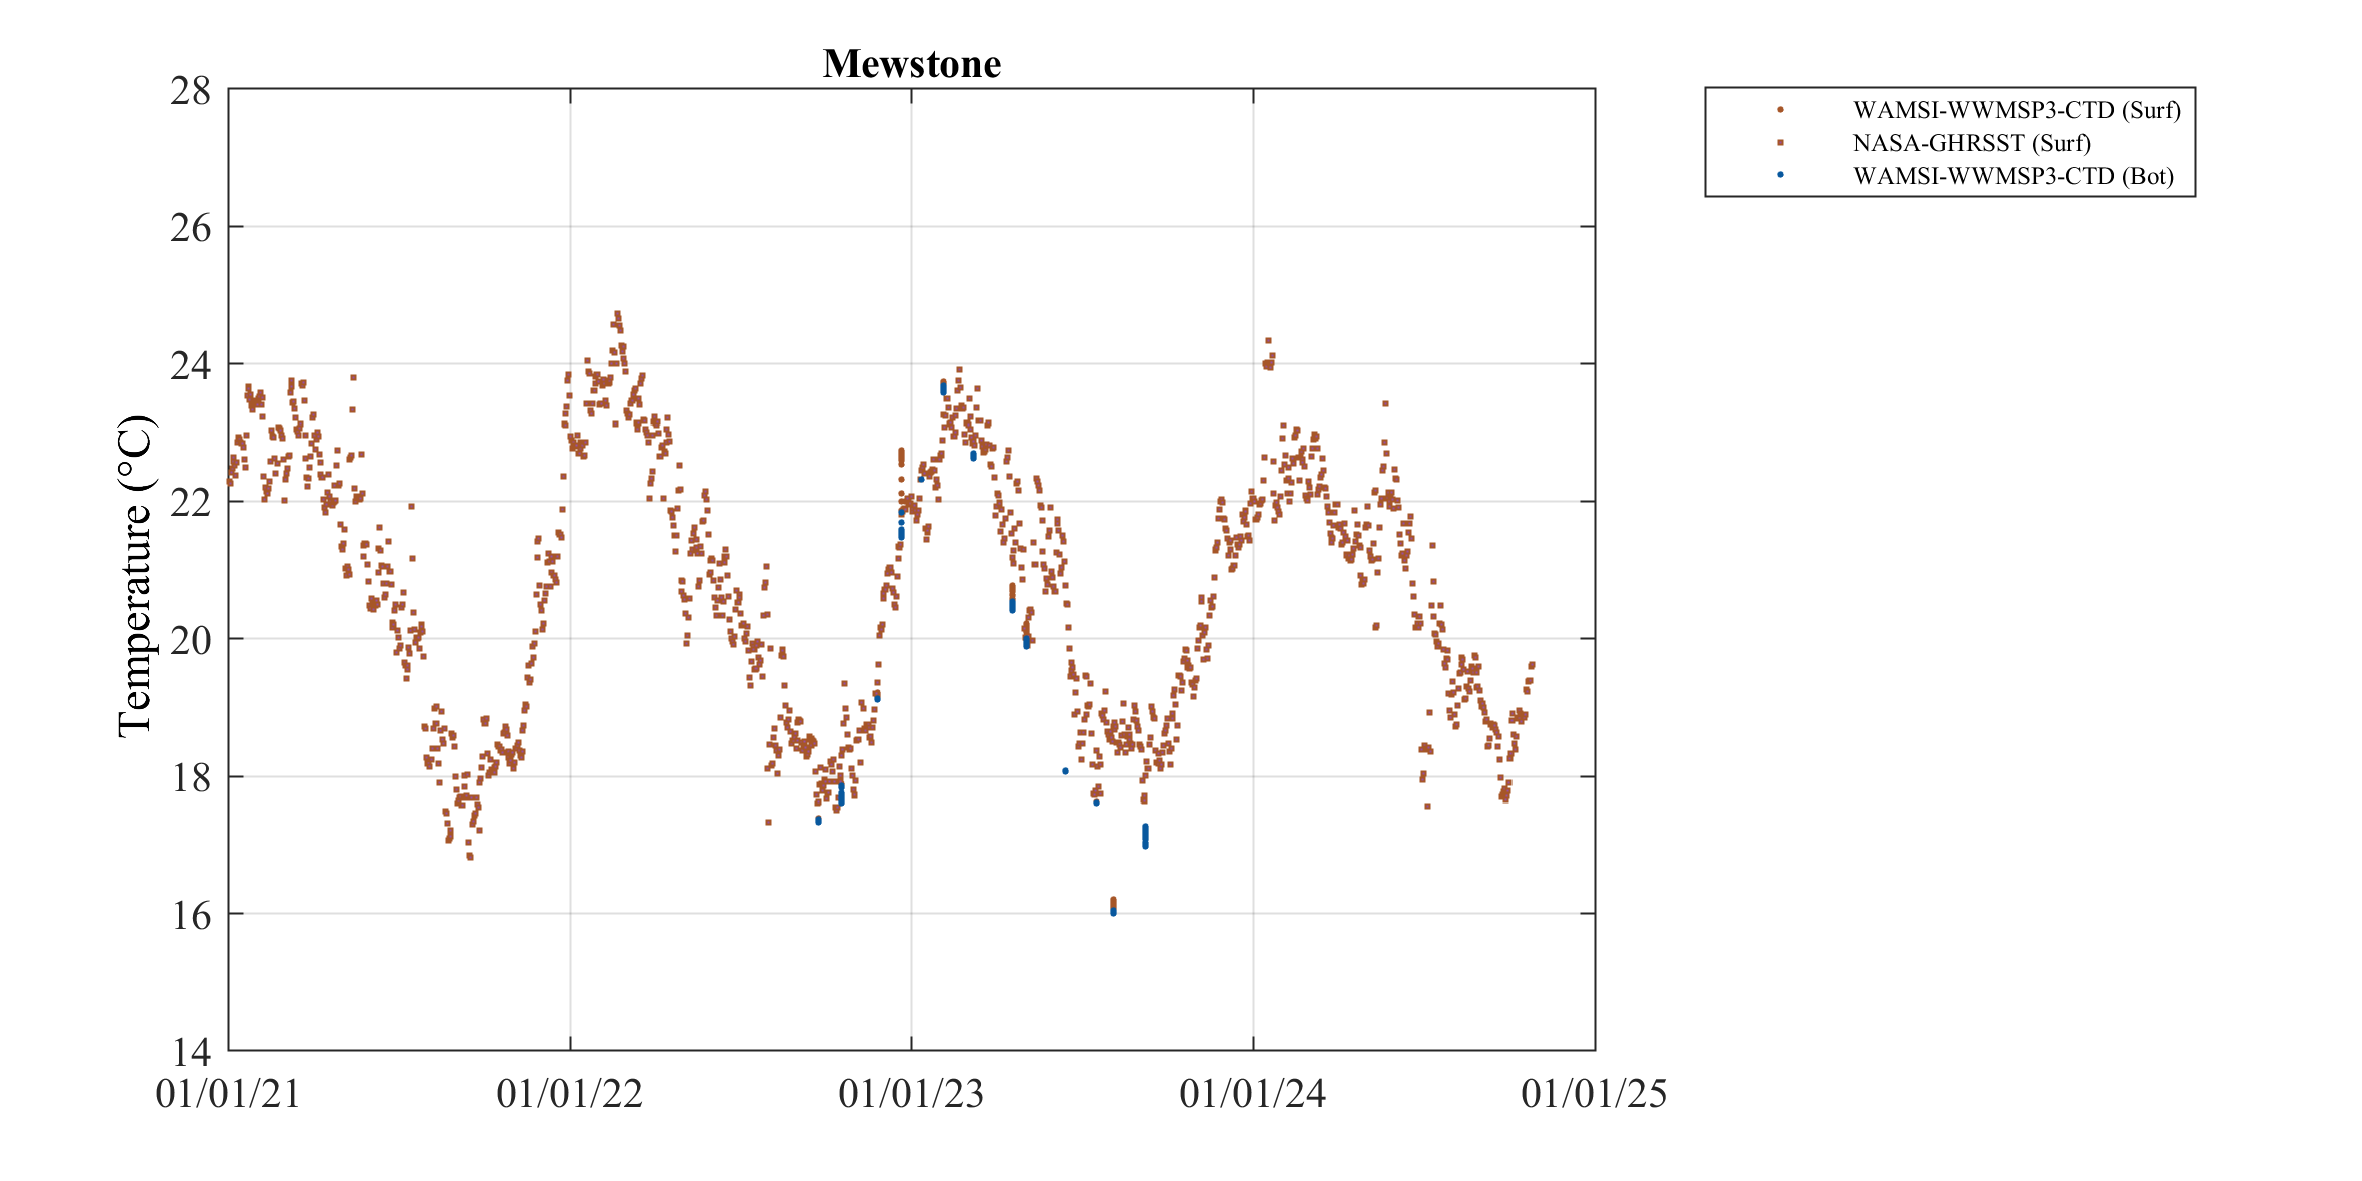 Mewstone
28
26
24
22
20
18
16
14
Temperature (°C)
01/01/21
01/01/22
01/01/23
01/01/24
01/01/25
WAMSI-WWMSP3-CTD (Surf)
NASA-GHRSST (Surf)
WAMSI-WWMSP3-CTD (Bot)